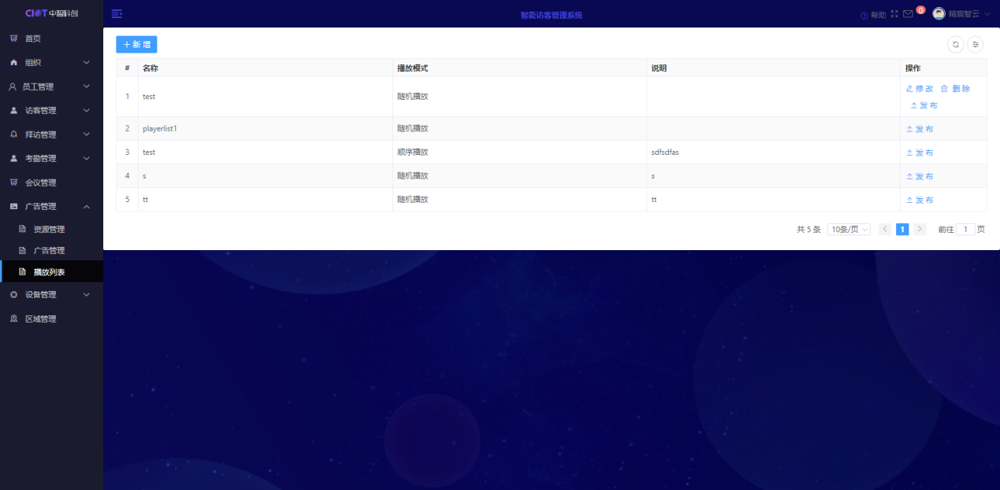 CIOT中智科创
智能访客管理系统
帮助
0
萌宸智云
首页
组织
员工管理
访客管理
拜访管理
考勤管理
会议管理
广告管理
资源管理
广告管理
播放列表
设备管理
区域管理
新增
# 名称 播放模式 说明 操作
1 test 随机播放 修改 删除
发布
2 playerlist1 随机播放 发布
3 test 顺序播放 sdfsdfas 发布
4 s 随机播放 s 发布
5 tt 随机播放 tt 发布
共 5 条 10条/页 1 前往 1 页